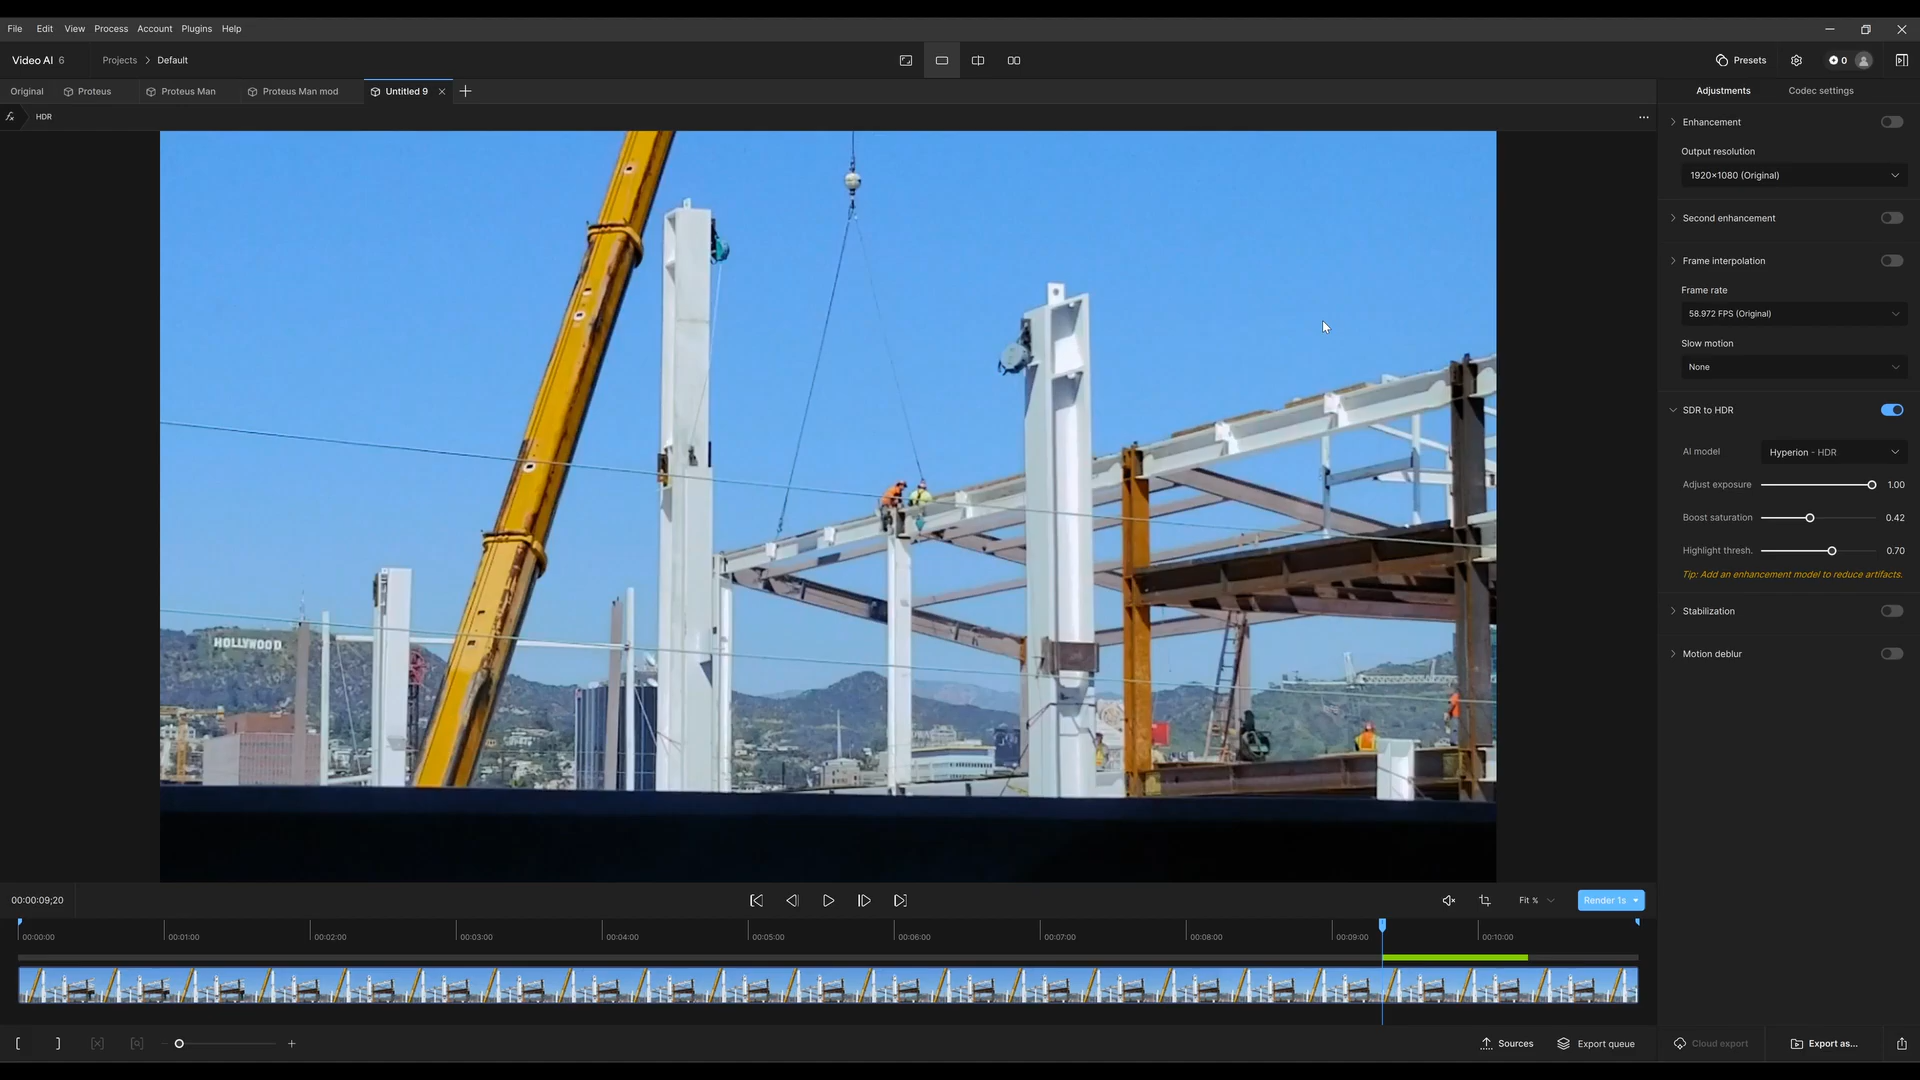 File Edit View Process Account Plugins Help
Video AI 6 Projects Default Presets 0
Original Proteus Proteus Man Proteus Man mod Untitled 9
fx HDR
HOLLYWOOD
Adjustments Codec settings
Enhancement
Output resolution
1920×1080 (Original)
Second enhancement
Frame interpolation
Frame rate
58.972 FPS (Original)
Slow motion
None
SDR to HDR
AI model Hyperion - HDR
Adjust exposure 1.00
Boost saturation 0.42
Highlight thresh. 0.70
Tip: Add an enhancement model to reduce artifacts.
Stabilization
Motion deblur
00:00:09;20 Fit % Render 1s
00:00:00 00:01:00 00:02:00 00:03:00 00:04:00 00:05:00 00:06:00 00:07:00 00:08:00 00:09:00 00:10:00
Sources Export queue Cloud export Export as...